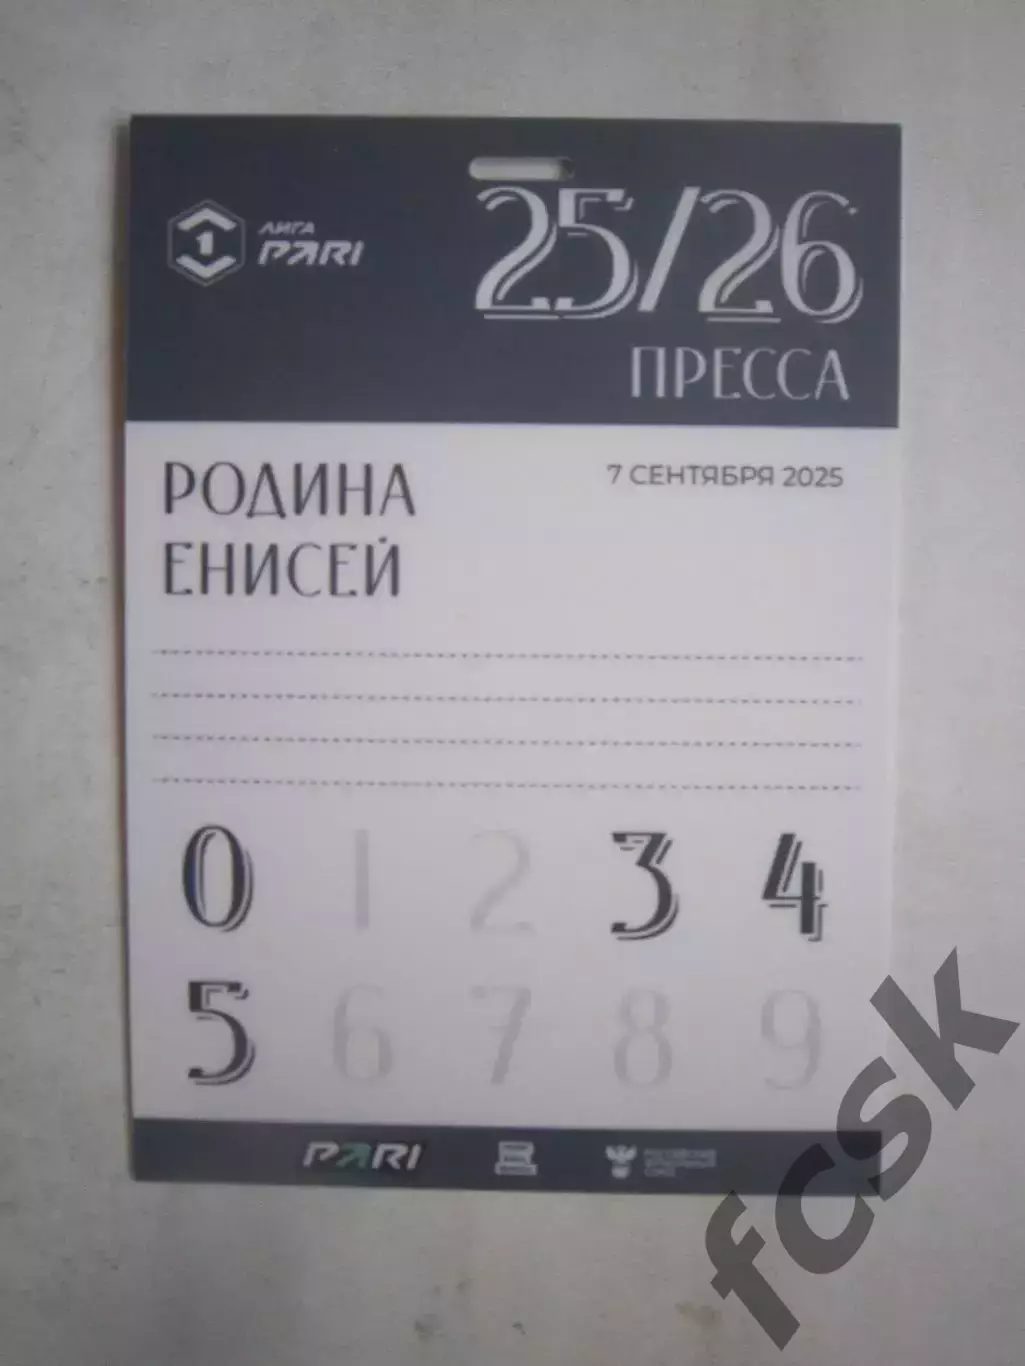 1 ЛИГА
PARI
25/26
ПРЕССА
РОДИНА
7 СЕНТЯБРЯ 2025
ЕНИСЕЙ
0 1 2 3 4
5 6 7 8 9
PARI
fcsk